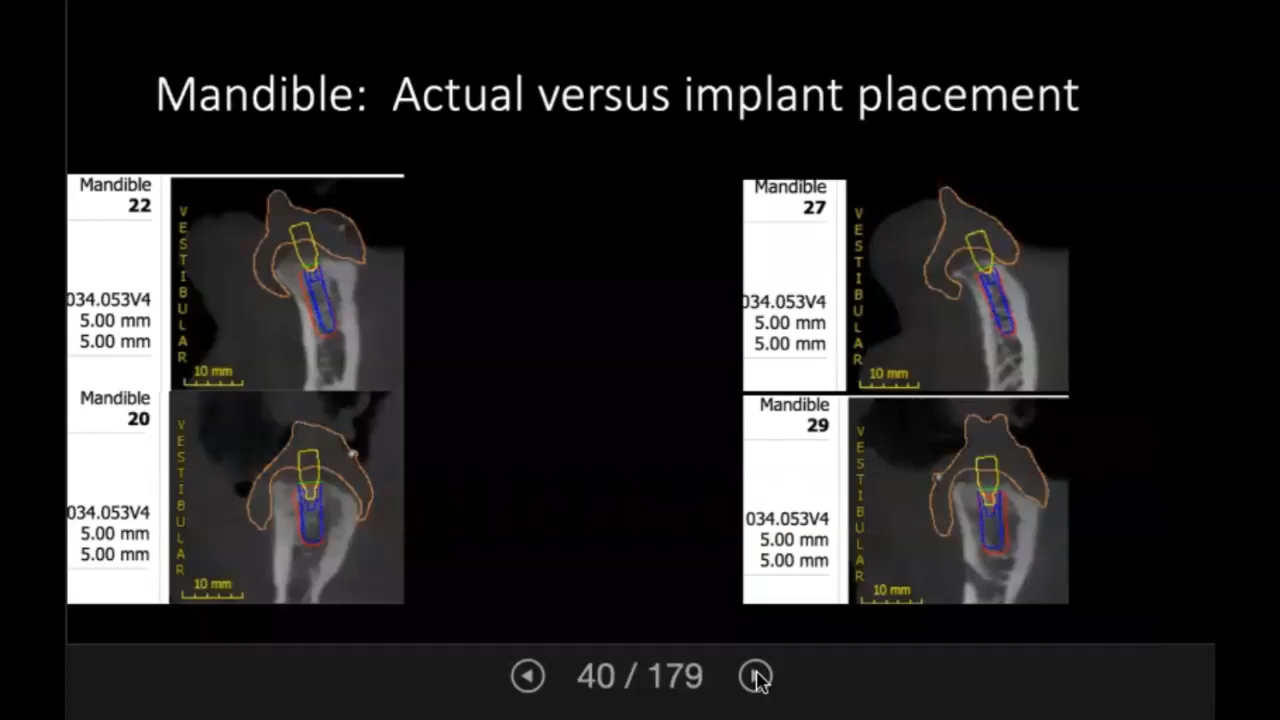 Mandible: Actual versus implant placement
Mandible
22
VESTIBULAR
034.053V4
5.00 mm
5.00 mm
10 mm
Mandible
27
VESTIBULAR
034.053V4
5.00 mm
5.00 mm
10 mm
Mandible
20
VESTIBULAR
034.053V4
5.00 mm
5.00 mm
10 mm
Mandible
29
VESTIBULAR
034.053V4
5.00 mm
5.00 mm
10 mm
40 / 179